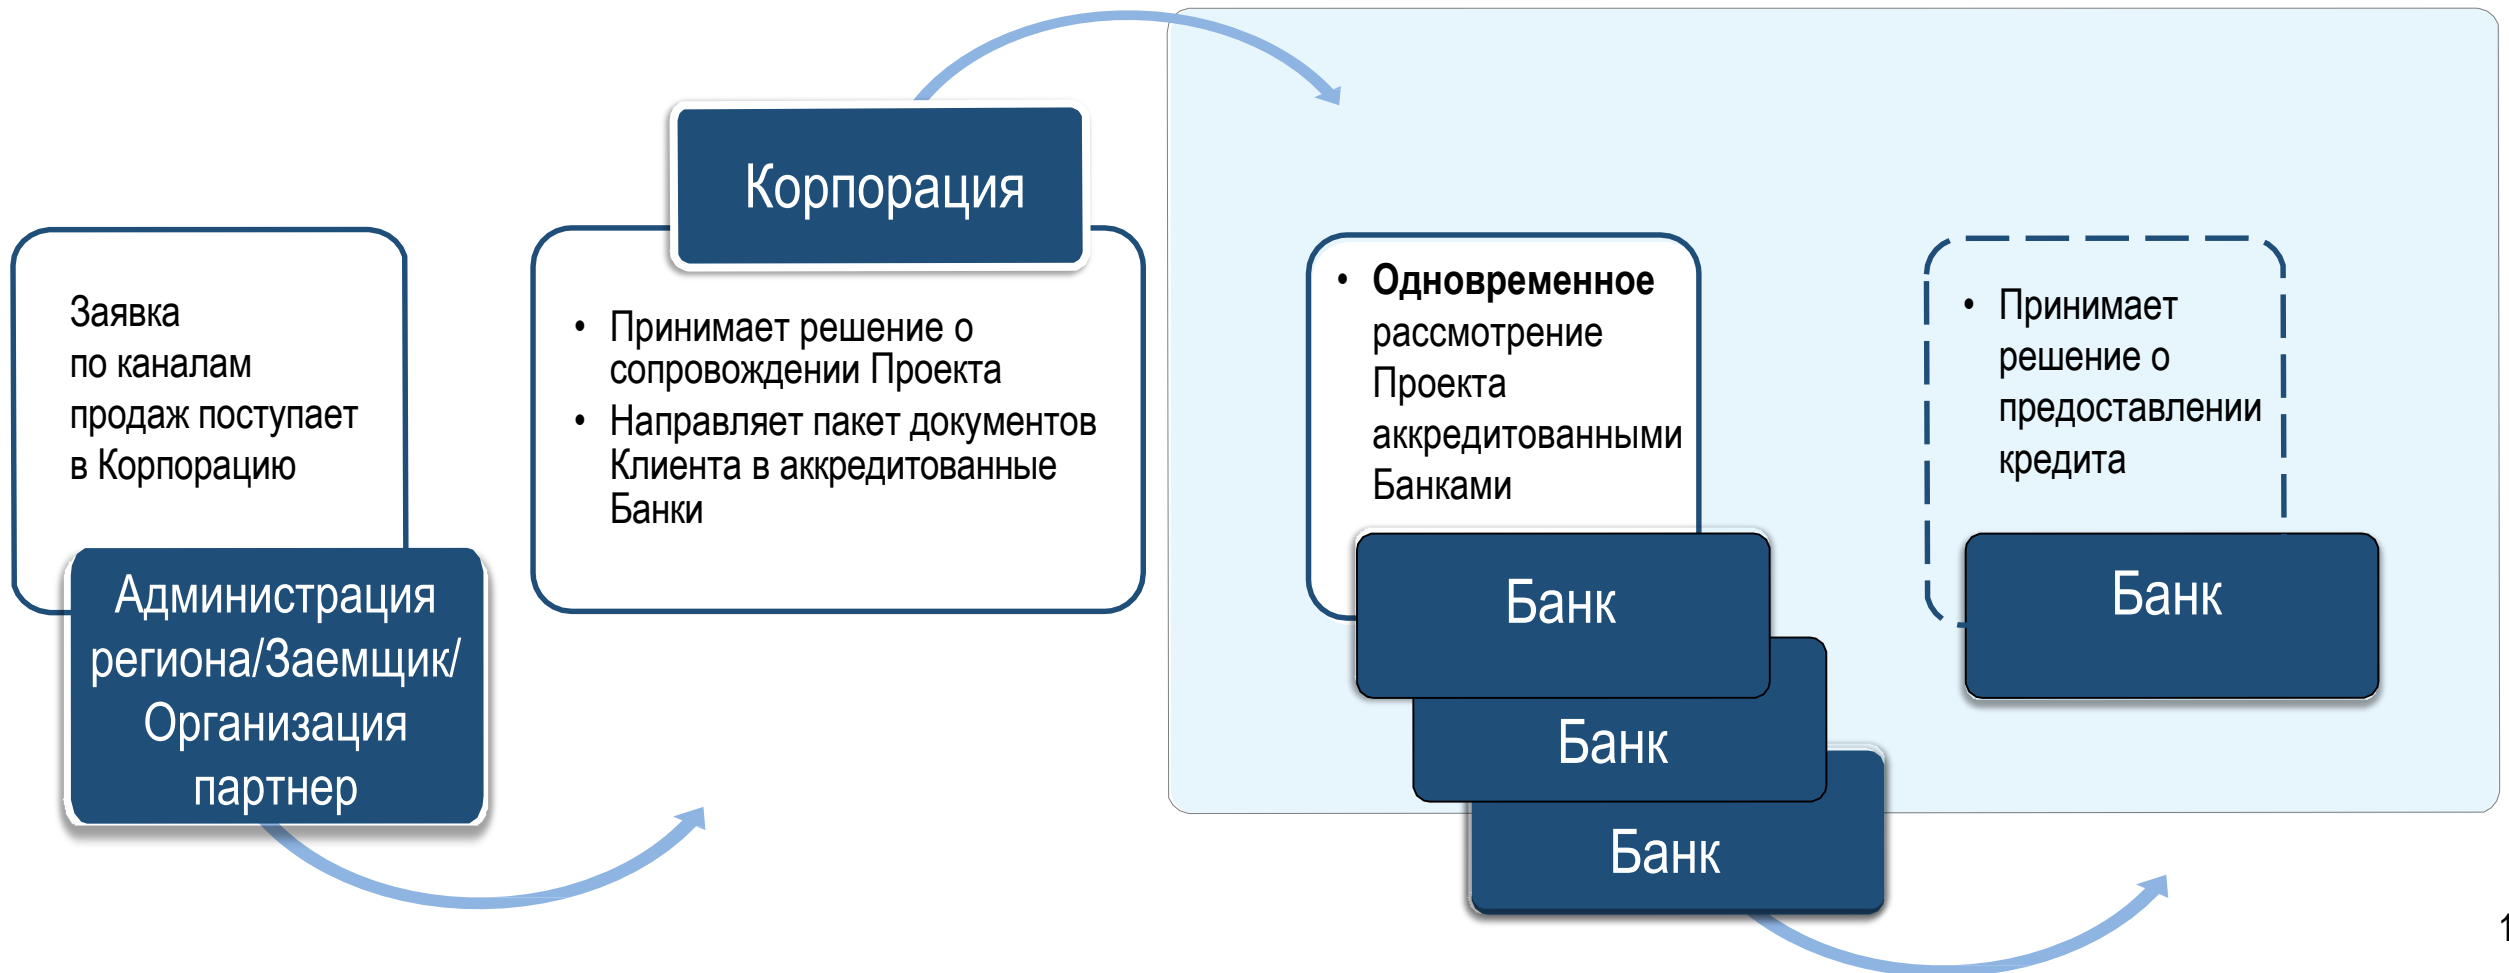 Заявка
по каналам
продаж поступает
в Корпорацию
Администрация
региона/Заемщик/
Организация
партнер
Корпорация
• Принимает решение о
сопровождении Проекта
• Направляет пакет документов
Клиента в аккредитованные
Банки
• Одновременное
рассмотрение
Проекта
аккредитованными
Банками
Банк
Банк
Банк
• Принимает
решение о
предоставлении
кредита
Банк
1